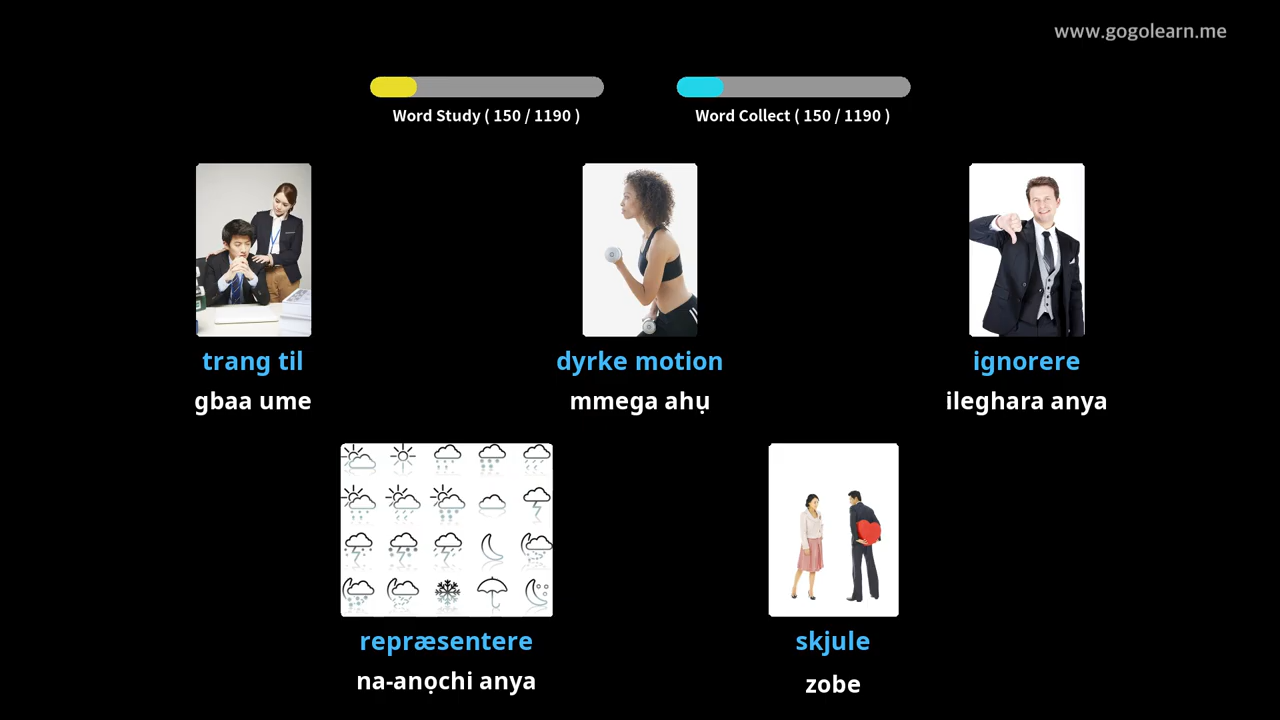 www.gogolearn.me
Word Study ( 150 / 1190 )
Word Collect ( 150 / 1190 )
trang til
dyrke motion
ignorere
gbaa ume
mmega ahụ
ileghara anya
repræsentere
skjule
na-anọchi anya
zobe